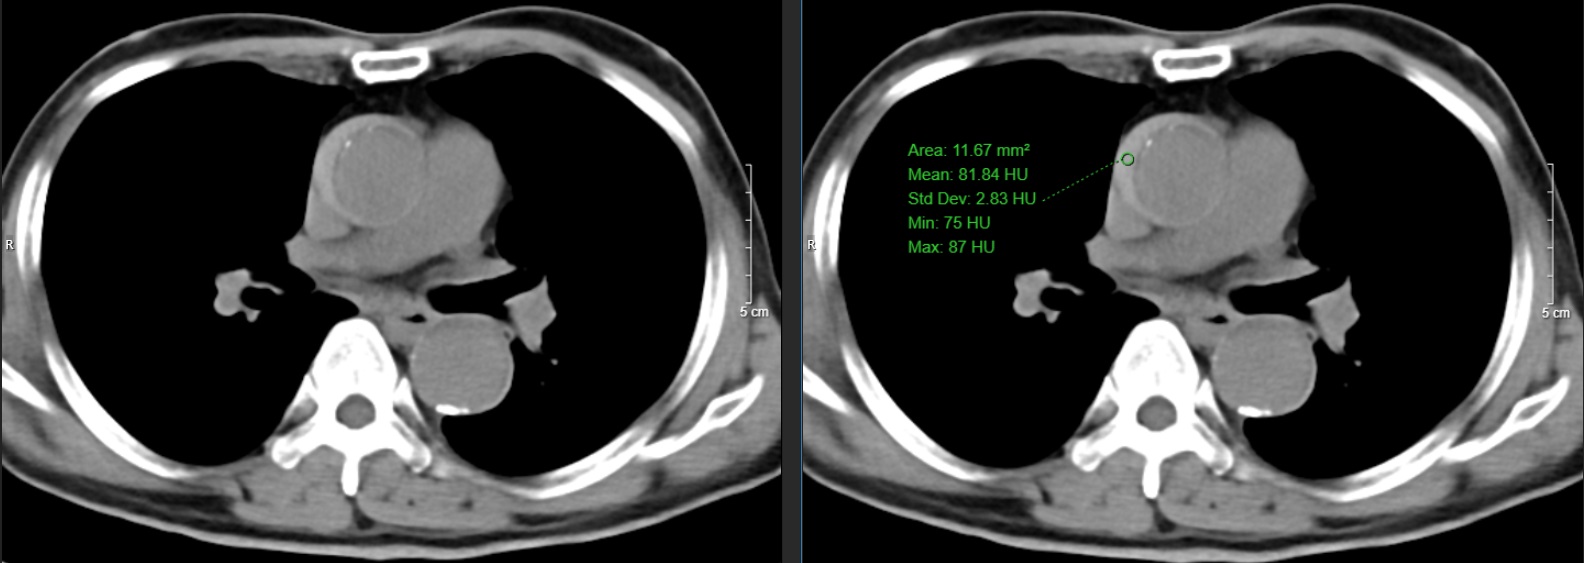 R
5 cm
Area: 11.67 mm²
Mean: 81.84 HU
Std Dev: 2.83 HU
Min: 75 HU
Max: 87 HU
R
5 cm